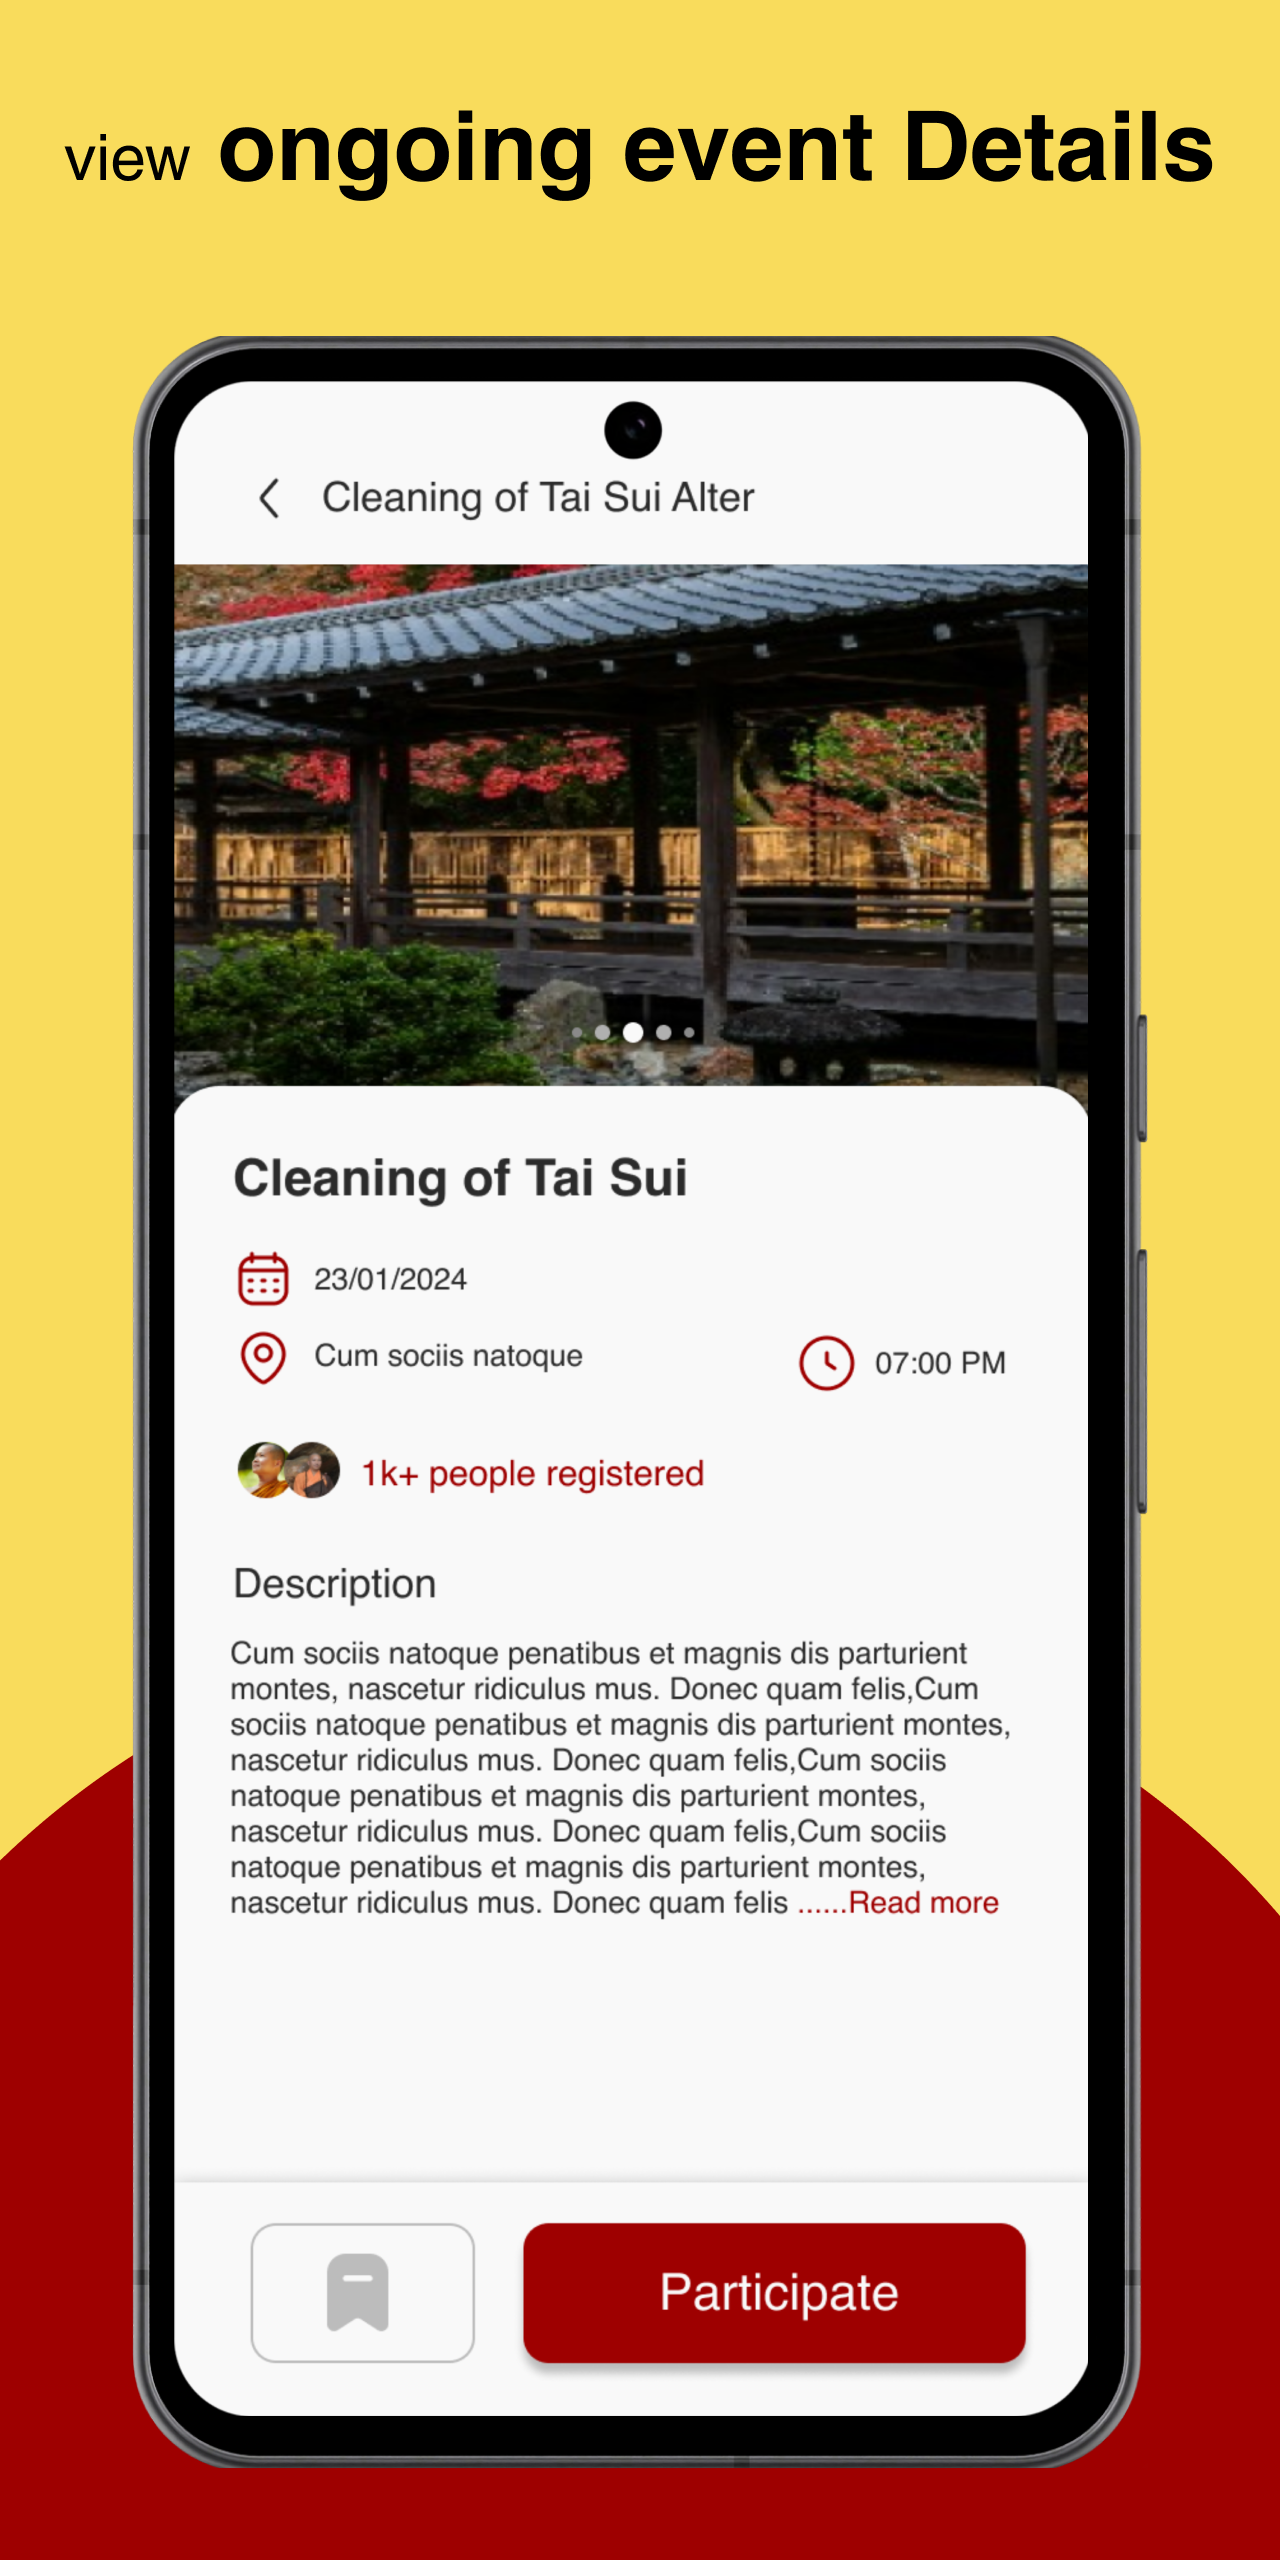 view ongoing event Details
Cleaning of Tai Sui Alter
Cleaning of Tai Sui
23/01/2024
Cum sociis natoque
07:00 PM
1k+ people registered
Description
Cum sociis natoque penatibus et magnis dis parturient
montes, nascetur ridiculus mus. Donec quam felis,Cum
sociis natoque penatibus et magnis dis parturient montes,
nascetur ridiculus mus. Donec quam felis,Cum sociis
natoque penatibus et magnis dis parturient montes,
nascetur ridiculus mus. Donec quam felis,Cum sociis
natoque penatibus et magnis dis parturient montes,
nascetur ridiculus mus. Donec quam felis ......Read more
Participate